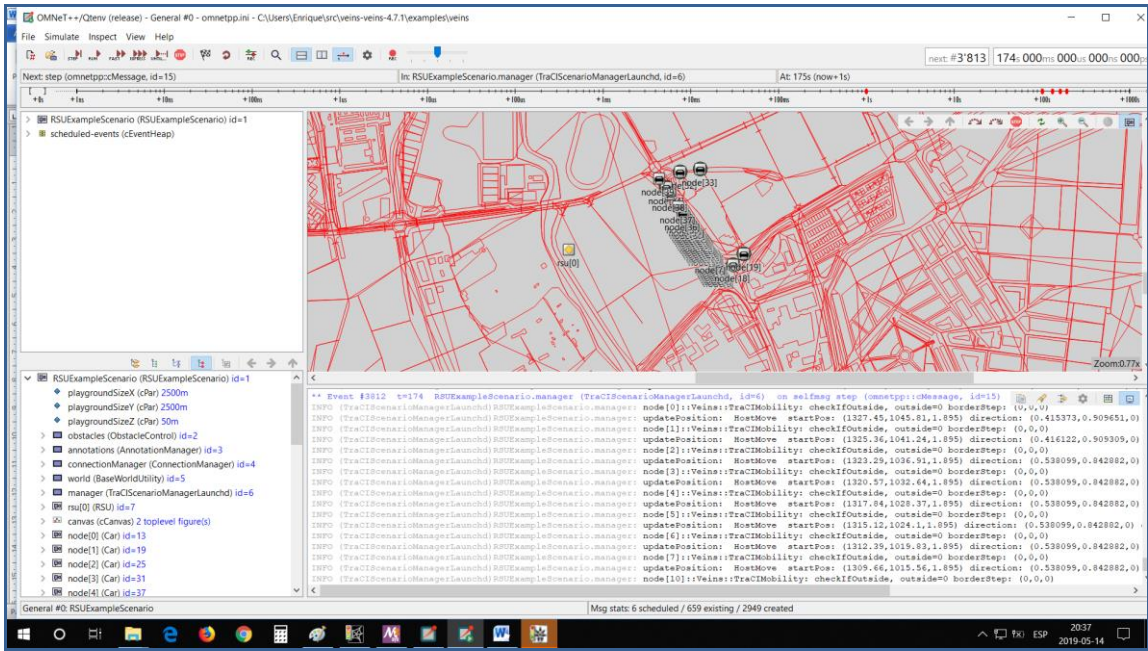 OMNeT++/Qtenv (release) - General #0 - omnetpp.ini - C:\Users\Enrique\src\veins-veins-4.7.1\examples\veins
File Simulate Inspect View Help
STEP RUN FAST EXPRESS UNTIL... STOP REC
next: #3'813 174s 000ms 000us 000ns 000p
Next: step (omnetpp::cMessage, id=15) In: RSUExampleScenario.manager (TraCIScenarioManagerLaunchd, id=6) At: 175s (now+1s)
RSUExampleScenario (RSUExampleScenario) id=1
scheduled-events (cEventHeap)
node[33]
node[38]
node[37]
node[36]
rsu[0]
node[7]
node[19]
node[18]
Zoom:0.77x
RSUExampleScenario (RSUExampleScenario) id=1
playgroundSizeX (cPar) 2500m
playgroundSizeY (cPar) 2500m
playgroundSizeZ (cPar) 50m
obstacles (ObstacleControl) id=2
annotations (AnnotationManager) id=3
connectionManager (ConnectionManager) id=4
world (BaseWorldUtility) id=5
manager (TraCIScenarioManagerLaunchd) id=6
rsu[0] (RSU) id=7
canvas (cCanvas) 2 toplevel figure(s)
node[0] (Car) id=13
node[1] (Car) id=19
node[2] (Car) id=25
node[3] (Car) id=31
node[4] (Car) id=37
** Event #3812 t=174 RSUExampleScenario.manager (TraCIScenarioManagerLaunchd, id=6) on selfmsg step (omnetpp::cMessage, id=15)
INFO (TraCIScenarioManagerLaunchd)RSUExampleScenario.manager: node[0]::Veins::TraCIMobility: checkIfOutside, outside=0 borderStep: (0,0,0)
INFO (TraCIScenarioManagerLaunchd)RSUExampleScenario.manager: updatePosition: HostMove startPos: (1327.45,1045.81,1.895) direction: (0.415373,0.909651,0)
INFO (TraCIScenarioManagerLaunchd)RSUExampleScenario.manager: node[1]::Veins::TraCIMobility: checkIfOutside, outside=0 borderStep: (0,0,0)
INFO (TraCIScenarioManagerLaunchd)RSUExampleScenario.manager: updatePosition: HostMove startPos: (1325.36,1041.24,1.895) direction: (0.416122,0.909309,0)
INFO (TraCIScenarioManagerLaunchd)RSUExampleScenario.manager: node[2]::Veins::TraCIMobility: checkIfOutside, outside=0 borderStep: (0,0,0)
INFO (TraCIScenarioManagerLaunchd)RSUExampleScenario.manager: updatePosition: HostMove startPos: (1323.29,1036.91,1.895) direction: (0.538099,0.842882,0)
INFO (TraCIScenarioManagerLaunchd)RSUExampleScenario.manager: node[3]::Veins::TraCIMobility: checkIfOutside, outside=0 borderStep: (0,0,0)
INFO (TraCIScenarioManagerLaunchd)RSUExampleScenario.manager: updatePosition: HostMove startPos: (1320.57,1032.64,1.895) direction: (0.538099,0.842882,0)
INFO (TraCIScenarioManagerLaunchd)RSUExampleScenario.manager: node[4]::Veins::TraCIMobility: checkIfOutside, outside=0 borderStep: (0,0,0)
INFO (TraCIScenarioManagerLaunchd)RSUExampleScenario.manager: updatePosition: HostMove startPos: (1317.84,1028.37,1.895) direction: (0.538099,0.842882,0)
INFO (TraCIScenarioManagerLaunchd)RSUExampleScenario.manager: node[5]::Veins::TraCIMobility: checkIfOutside, outside=0 borderStep: (0,0,0)
INFO (TraCIScenarioManagerLaunchd)RSUExampleScenario.manager: updatePosition: HostMove startPos: (1315.12,1024.1,1.895) direction: (0.538099,0.842882,0)
INFO (TraCIScenarioManagerLaunchd)RSUExampleScenario.manager: node[6]::Veins::TraCIMobility: checkIfOutside, outside=0 borderStep: (0,0,0)
INFO (TraCIScenarioManagerLaunchd)RSUExampleScenario.manager: updatePosition: HostMove startPos: (1312.39,1019.83,1.895) direction: (0.538099,0.842882,0)
INFO (TraCIScenarioManagerLaunchd)RSUExampleScenario.manager: node[7]::Veins::TraCIMobility: checkIfOutside, outside=0 borderStep: (0,0,0)
INFO (TraCIScenarioManagerLaunchd)RSUExampleScenario.manager: updatePosition: HostMove startPos: (1309.66,1015.56,1.895) direction: (0.538099,0.842882,0)
INFO (TraCIScenarioManagerLaunchd)RSUExampleScenario.manager: node[10]::Veins::TraCIMobility: checkIfOutside, outside=0 borderStep: (0,0,0)
General #0: RSUExampleScenario Msg stats: 6 scheduled / 659 existing / 2949 created
ESP
20:37
2019-05-14